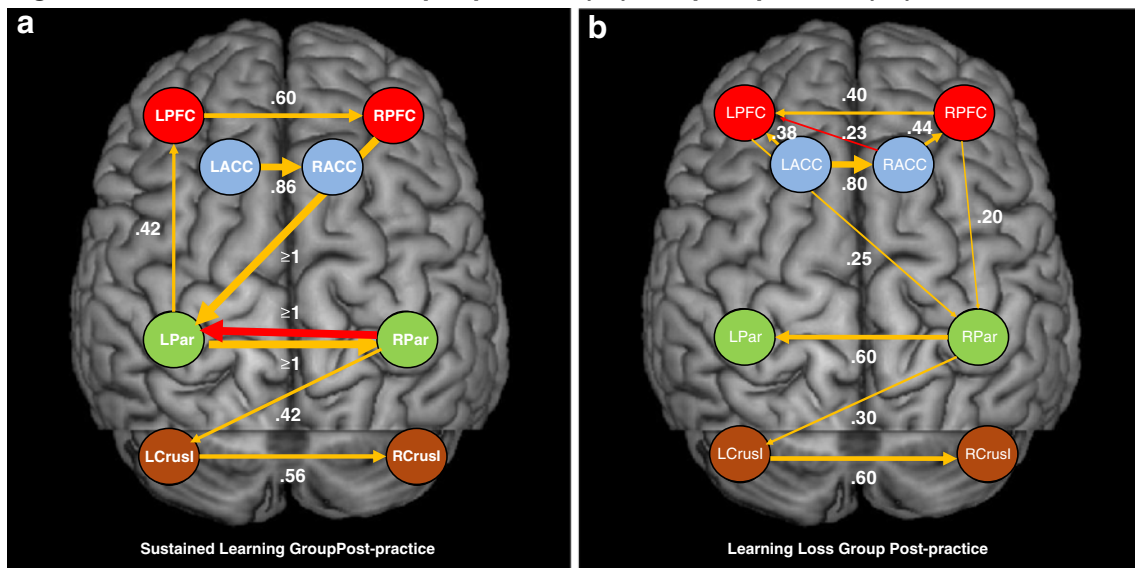 a
LPFC
.60
RPFC
LACC
.86
RACC
.42
≥1
≥1
LPar
RPar
≥1
.42
LCrusI
.56
RCrusI
Sustained Learning GroupPost-practice
b
LPFC
.40
RPFC
.38
.23
.44
LACC
.80
RACC
.20
.25
LPar
RPar
.60
.30
LCrusI
.60
RCrusI
Learning Loss Group Post-practice